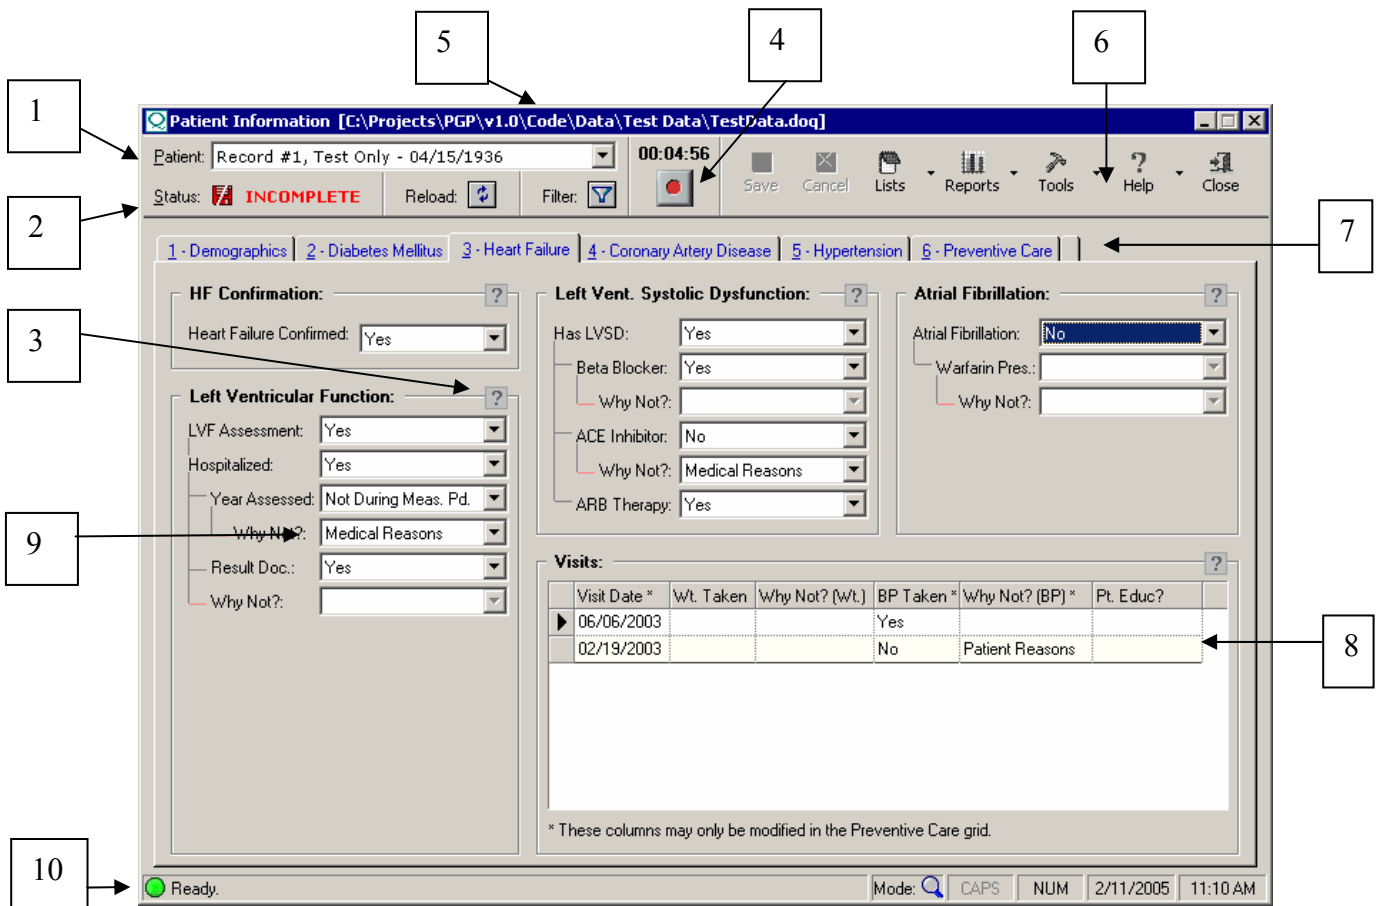 5
4
6
1
Patient Information [C:\Projects\PGP\v1.0\Code\Data\Test Data\TestData.doq]
Patient: Record #1, Test Only - 04/15/1936
00:04:56
Save Cancel Lists Reports Tools ? Help Close
2
Status: INCOMPLETE Reload: Filter:
7
1 - Demographics 2 - Diabetes Mellitus 3 - Heart Failure 4 - Coronary Artery Disease 5 - Hypertension 6 - Preventive Care
3
HF Confirmation: ?
Heart Failure Confirmed: Yes
Left Ventricular Function: ?
LVF Assessment: Yes
Hospitalized: Yes
Year Assessed: Not During Meas. Pd.
9
Why Not?: Medical Reasons
Result Doc.: Yes
Why Not?:
Left Vent. Systolic Dysfunction: ?
Has LVSD: Yes
Beta Blocker: Yes
Why Not?:
ACE Inhibitor: No
Why Not?: Medical Reasons
ARB Therapy: Yes
Atrial Fibrillation: ?
Atrial Fibrillation: No
Warfarin Pres.:
Why Not?:
Visits: ?
Visit Date * Wt. Taken Why Not? (Wt.) BP Taken * Why Not? (BP) * Pt. Educ?
06/06/2003 Yes
02/19/2003 No Patient Reasons
8
* These columns may only be modified in the Preventive Care grid.
10
Ready. Mode: CAPS NUM 2/11/2005 11:10 AM